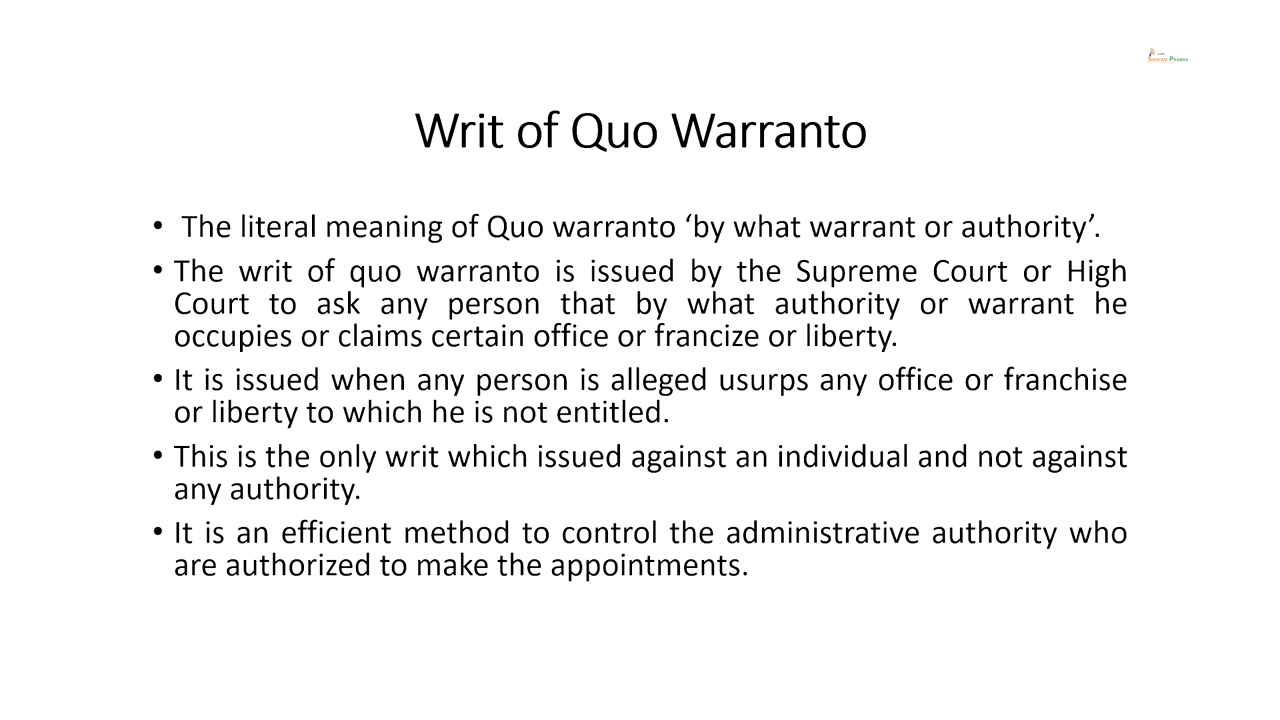 SWAYAM PRABHA
Writ of Quo Warranto
• The literal meaning of Quo warranto ‘by what warrant or authority’.
• The writ of quo warranto is issued by the Supreme Court or High
Court to ask any person that by what authority or warrant he
occupies or claims certain office or francize or liberty.
• It is issued when any person is alleged usurps any office or franchise
or liberty to which he is not entitled.
• This is the only writ which issued against an individual and not against
any authority.
• It is an efficient method to control the administrative authority who
are authorized to make the appointments.